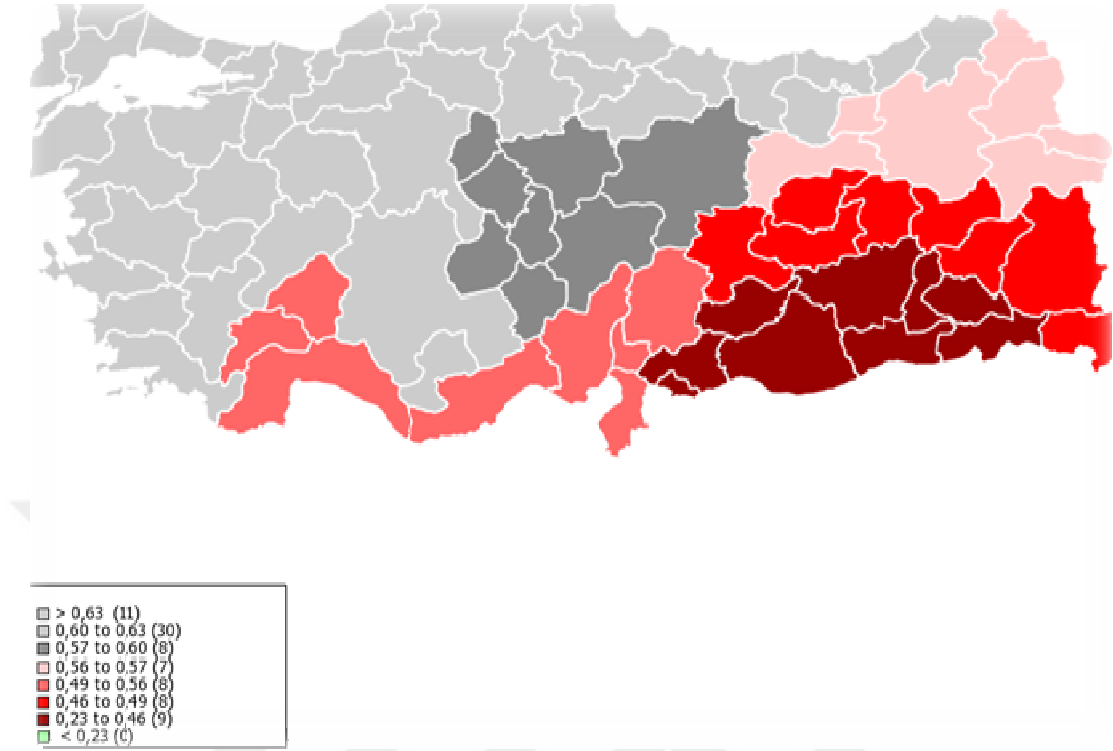 > 0,63 (11)
0,60 to 0,63 (30)
0,57 to 0,60 (8)
0,56 to 0,57 (7)
0,49 to 0,56 (8)
0,46 to 0,49 (8)
0,23 to 0,46 (9)
< 0,23 (0)